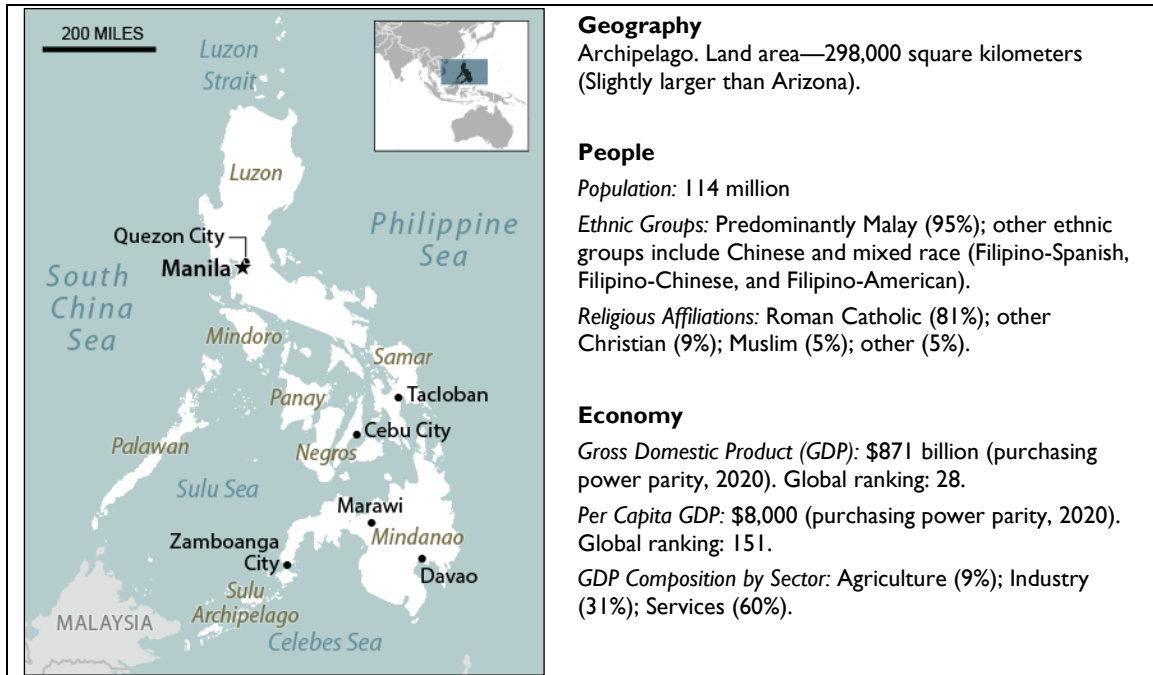 200 MILES
Luzon
Strait
Luzon
Philippine
Sea
Quezon City
Manila
South
China
Sea
Mindoro
Samar
Panay
Tacloban
Cebu City
Palawan
Negros
Sulu Sea
Marawi
Mindanao
Zamboanga
City
Davao
Sulu
Archipelago
MALAYSIA
Celebes Sea
Geography
Archipelago. Land area—298,000 square kilometers
(Slightly larger than Arizona).
People
Population: 114 million
Ethnic Groups: Predominantly Malay (95%); other ethnic
groups include Chinese and mixed race (Filipino-Spanish,
Filipino-Chinese, and Filipino-American).
Religious Affiliations: Roman Catholic (81%); other
Christian (9%); Muslim (5%); other (5%).
Economy
Gross Domestic Product (GDP): $871 billion (purchasing
power parity, 2020). Global ranking: 28.
Per Capita GDP: $8,000 (purchasing power parity, 2020).
Global ranking: 151.
GDP Composition by Sector: Agriculture (9%); Industry
(31%); Services (60%).